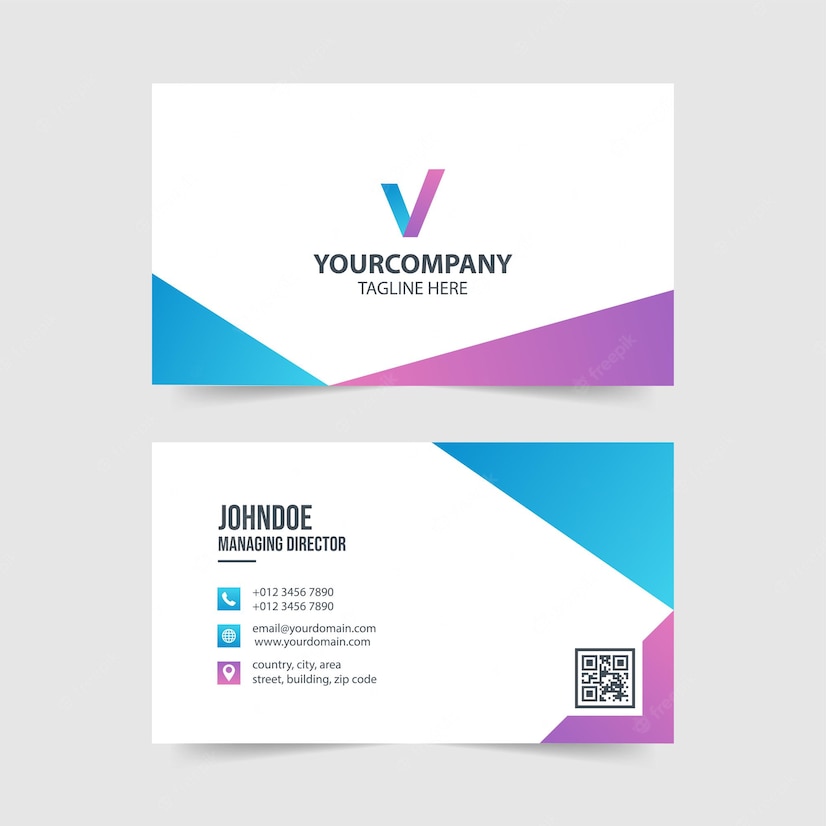 YOURCOMPANY
TAGLINE HERE
JOHNDOE
MANAGING DIRECTOR
+012 3456 7890
+012 3456 7890
email@yourdomain.com
www.yourdomain.com
country, city, area
street, building, zip code
freepik
freepik